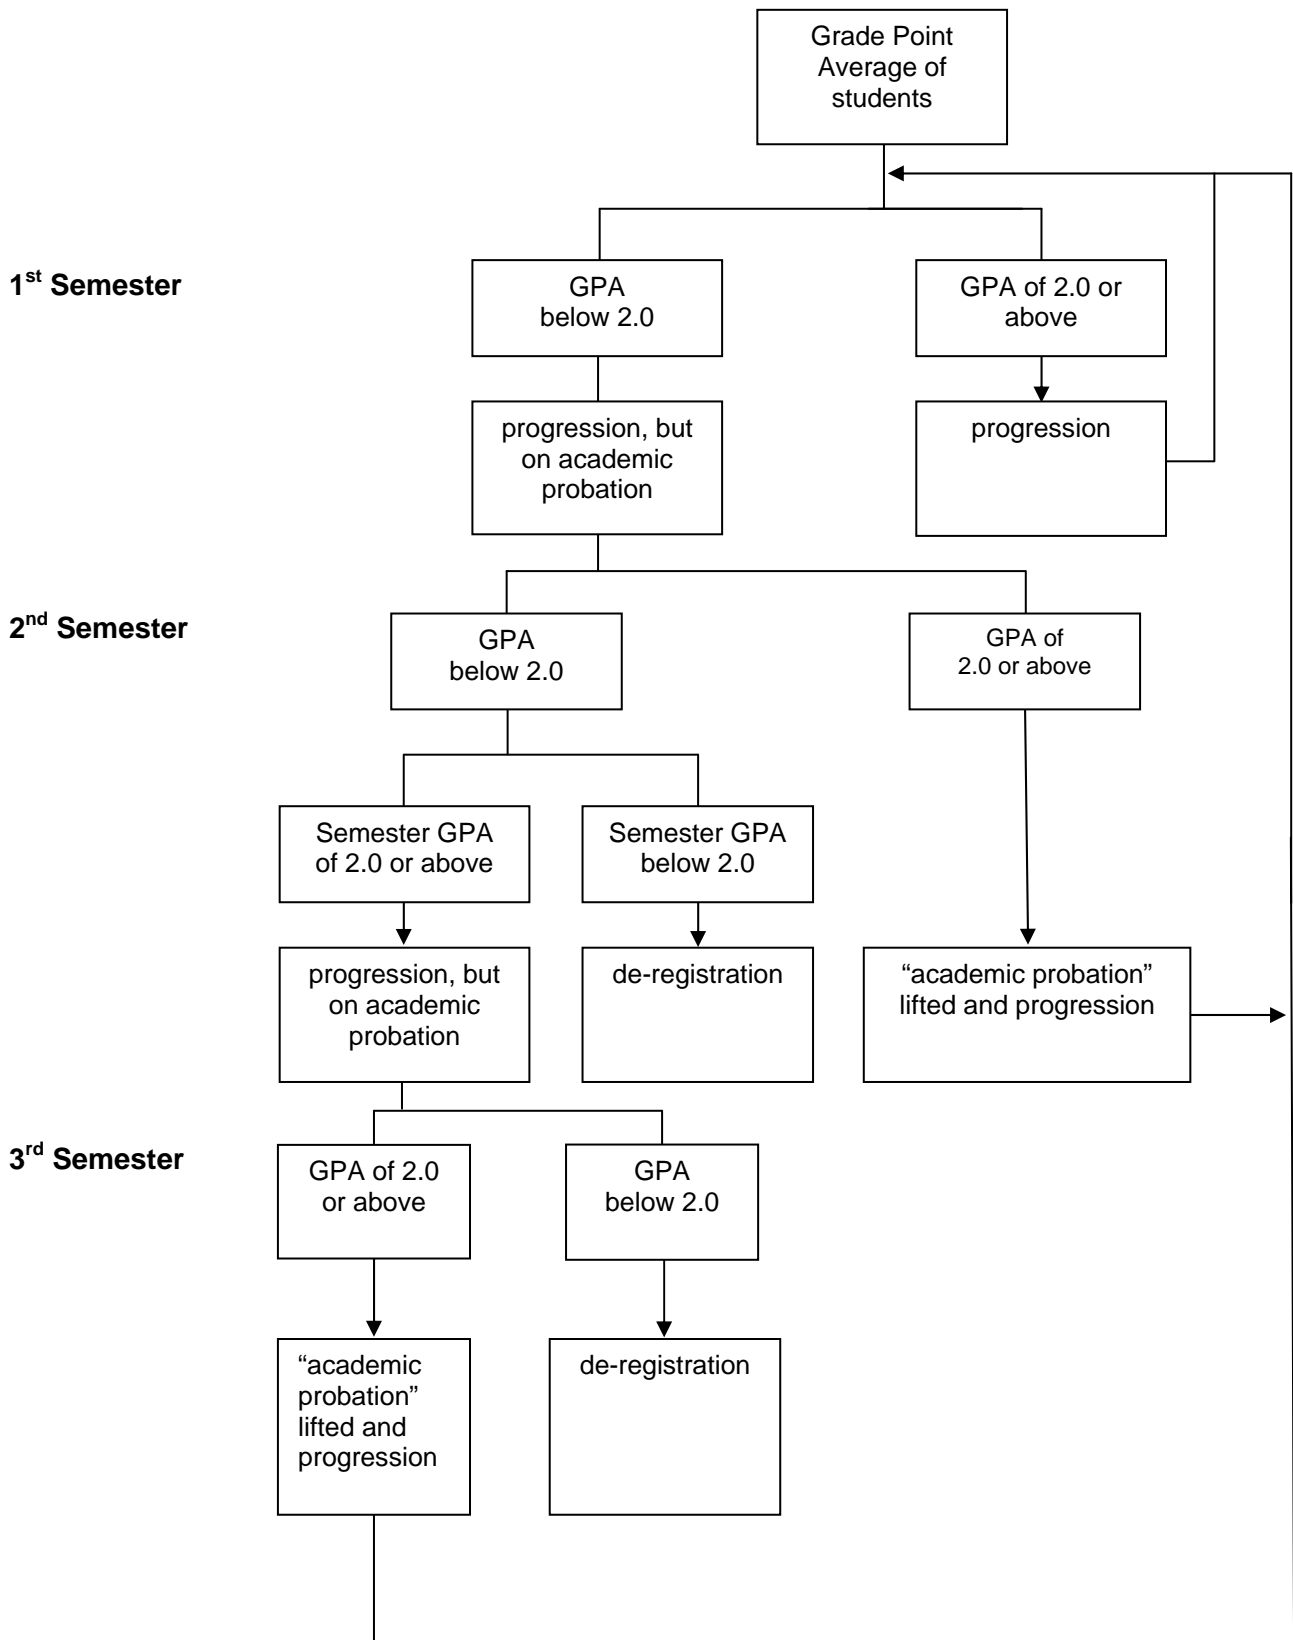 Grade Point
Average of
students
1st Semester
GPA
below 2.0
GPA of 2.0 or
above
progression, but
on academic
probation
progression
2nd Semester
GPA
below 2.0
GPA of
2.0 or above
Semester GPA
of 2.0 or above
Semester GPA
below 2.0
progression, but
on academic
probation
de-registration
“academic probation”
lifted and progression
3rd Semester
GPA of 2.0
or above
GPA
below 2.0
“academic
probation”
lifted and
progression
de-registration